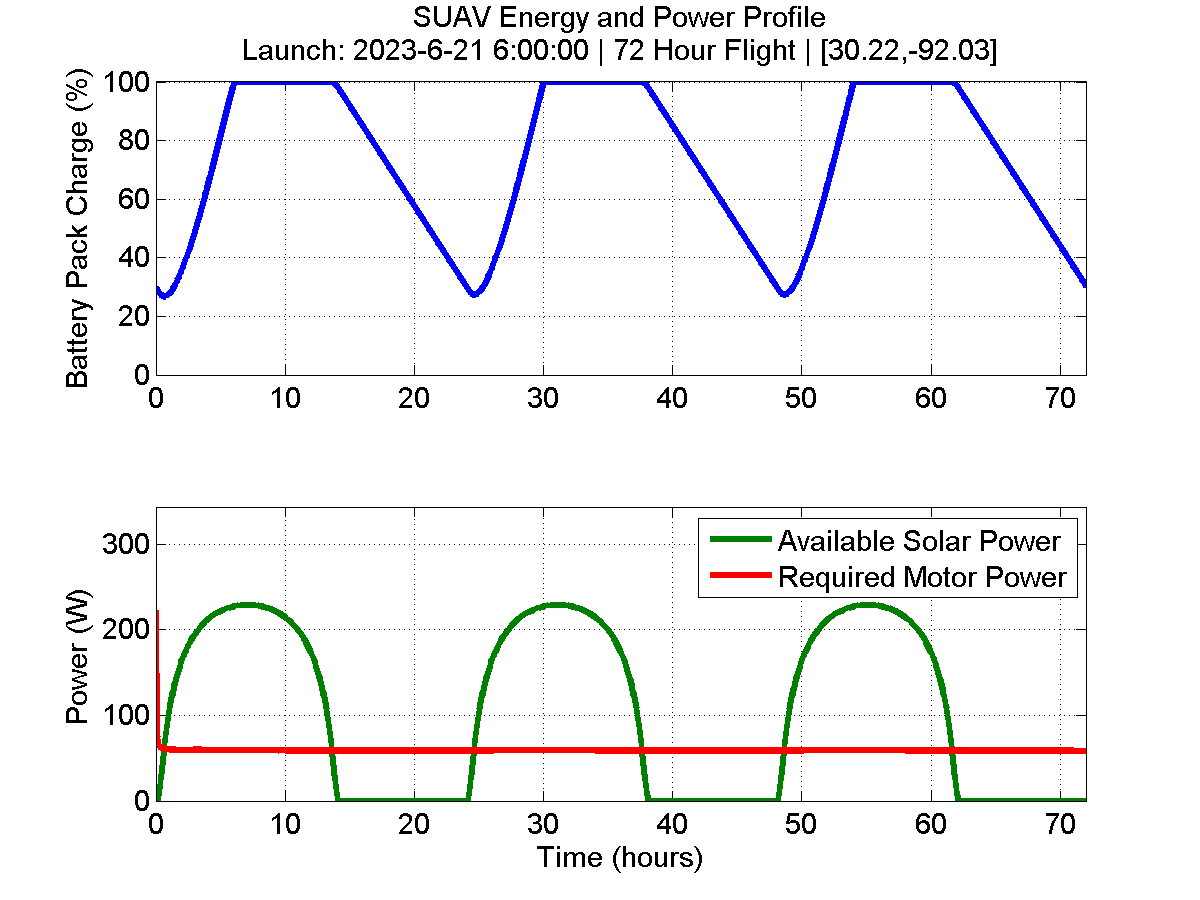 SUAV Energy and Power Profile
Launch: 2023-6-21 6:00:00 | 72 Hour Flight | [30.22,-92.03]
Battery Pack Charge (%)
100
80
60
40
20
0
0 10 20 30 40 50 60 70
Power (W)
300
200
100
0
Available Solar Power
Required Motor Power
0 10 20 30 40 50 60 70
Time (hours)